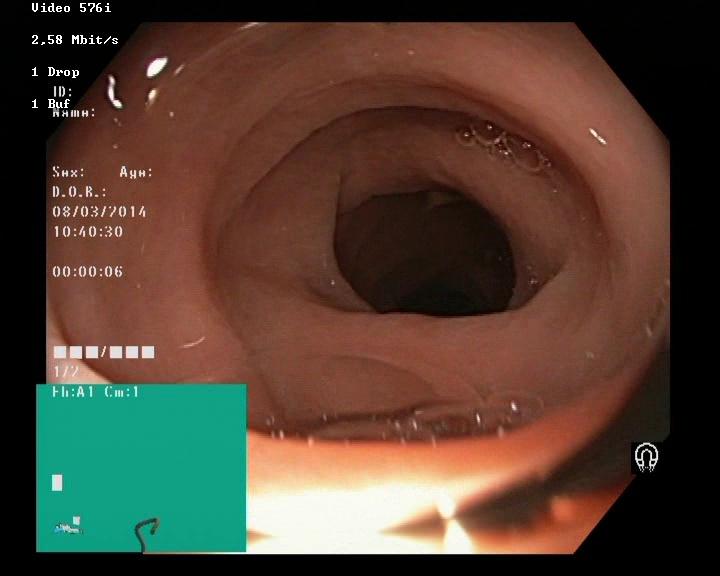 Video 576i
2,58 Mbit/s
1 Drop
ID:
1 Buf
Name:
Sex: Age:
D.O.B.:
08/03/2014
10:40:30
00:00:06
■■■/■■■
1/2
Eh:A1 Cm:1